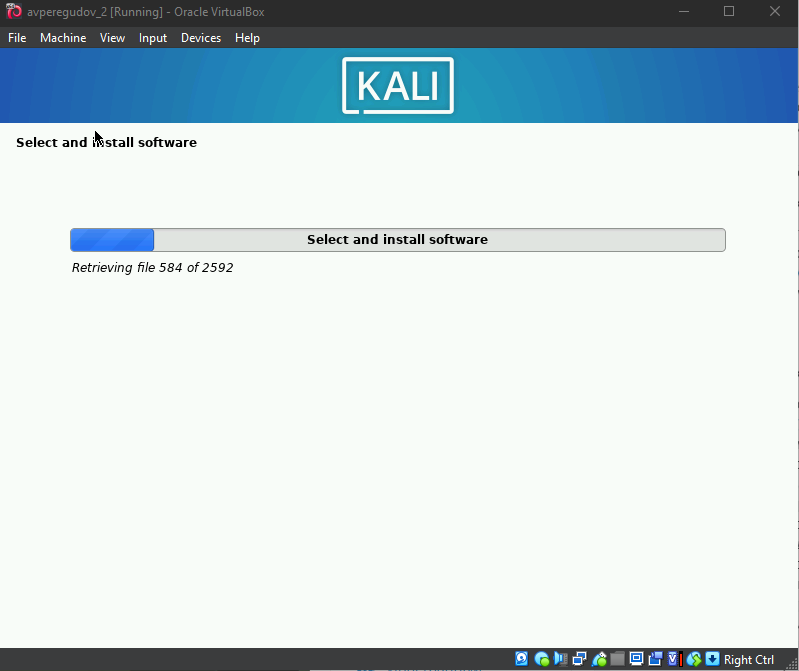 avperegudov_2 [Running] - Oracle VirtualBox
File Machine View Input Devices Help
KALI
Select and install software
Select and install software
Retrieving file 584 of 2592
Right Ctrl